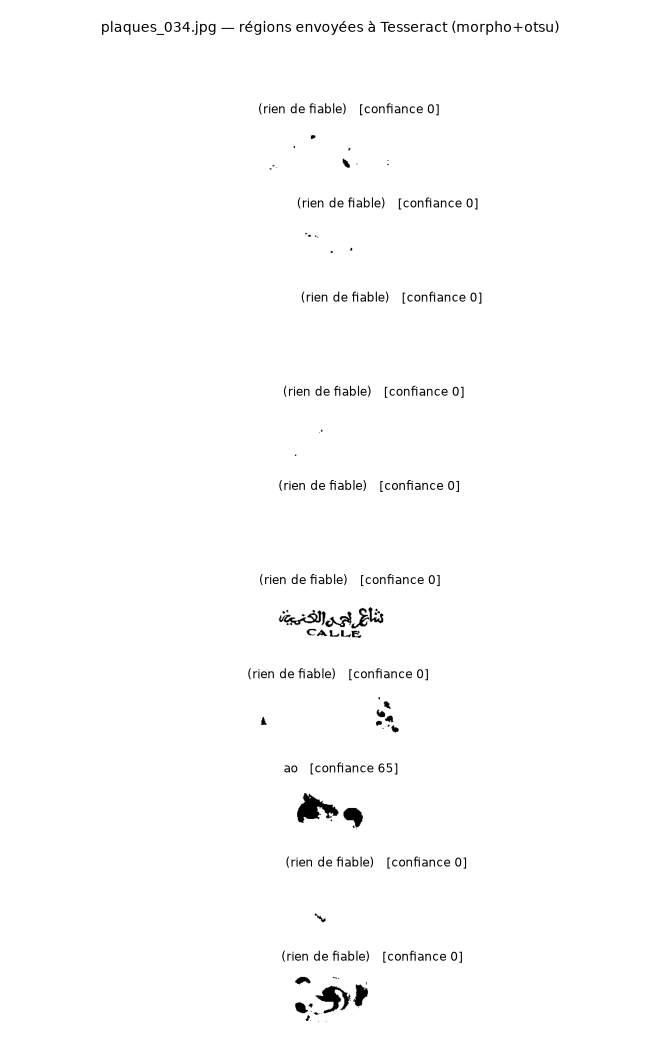 plaques_034.jpg — régions envoyées à Tesseract (morpho+otsu)
(rien de fiable) [confiance 0]
(rien de fiable) [confiance 0]
(rien de fiable) [confiance 0]
(rien de fiable) [confiance 0]
(rien de fiable) [confiance 0]
(rien de fiable) [confiance 0]
شارع احمد
CALLE
(rien de fiable) [confiance 0]
ao [confiance 65]
(rien de fiable) [confiance 0]
(rien de fiable) [confiance 0]